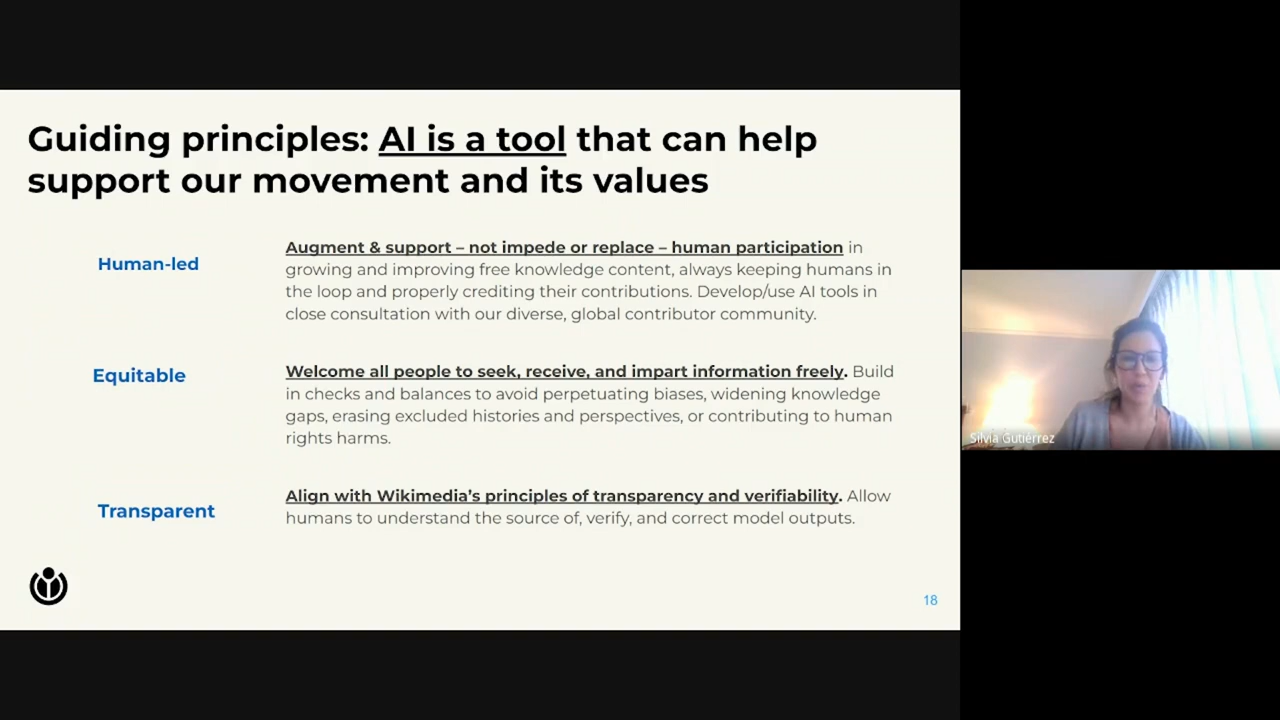 Guiding principles: AI is a tool that can help
support our movement and its values
Human-led
Augment & support – not impede or replace – human participation in
growing and improving free knowledge content, always keeping humans in
the loop and properly crediting their contributions. Develop/use AI tools in
close consultation with our diverse, global contributor community.
Equitable
Welcome all people to seek, receive, and impart information freely. Build
in checks and balances to avoid perpetuating biases, widening knowledge
gaps, erasing excluded histories and perspectives, or contributing to human
rights harms.
Transparent
Align with Wikimedia’s principles of transparency and verifiability. Allow
humans to understand the source of, verify, and correct model outputs.
18
Silvia Gutiérrez